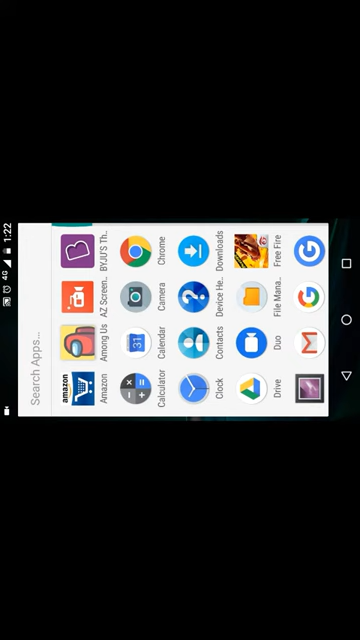 4G 1:22
Search Apps...
Amazon Among Us AZ Screen.. BYJU'S Th..
Calculator Calendar Camera Chrome
Clock Contacts Device He.. Downloads
Drive Duo File Mana.. Free Fire
amazon
31